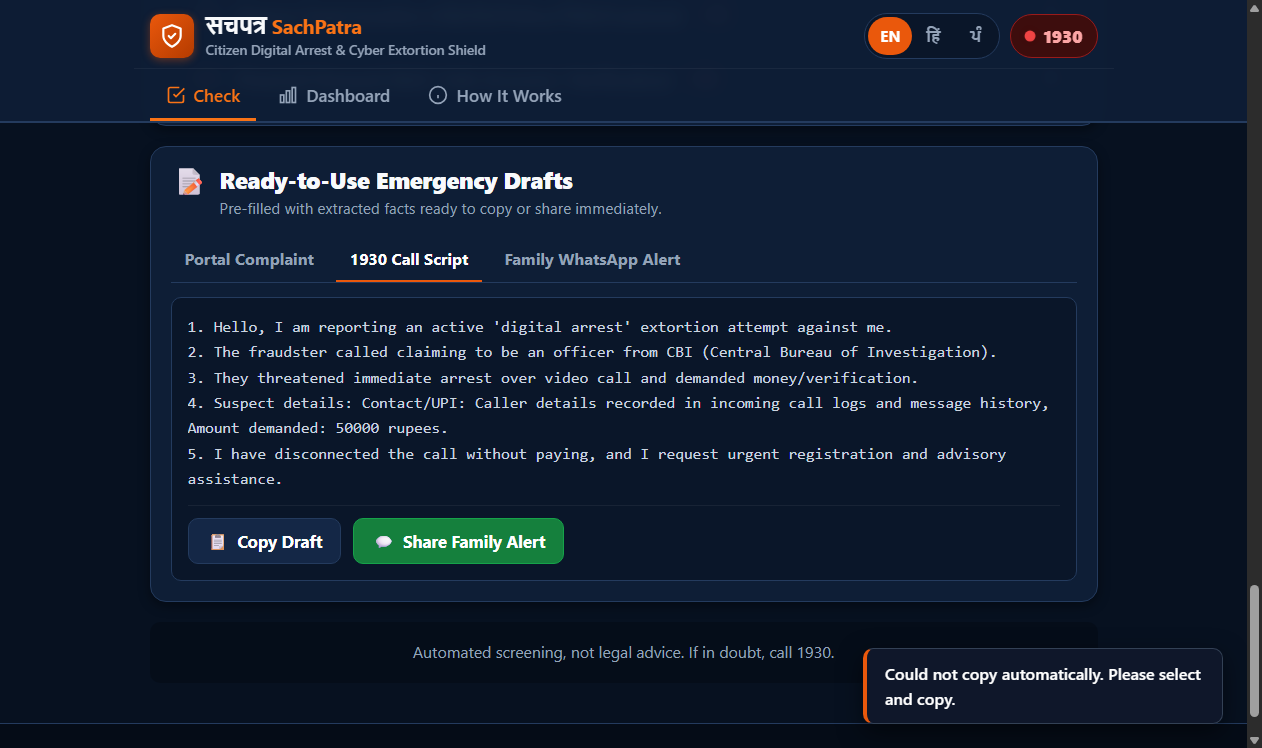 सचपत्र SachPatra
Citizen Digital Arrest & Cyber Extortion Shield
EN हिं ਪੰ 1930
Check Dashboard How It Works
Ready-to-Use Emergency Drafts
Pre-filled with extracted facts ready to copy or share immediately.
Portal Complaint 1930 Call Script Family WhatsApp Alert
1. Hello, I am reporting an active 'digital arrest' extortion attempt against me.
2. The fraudster called claiming to be an officer from CBI (Central Bureau of Investigation).
3. They threatened immediate arrest over video call and demanded money/verification.
4. Suspect details: Contact/UPI: Caller details recorded in incoming call logs and message history,
Amount demanded: 50000 rupees.
5. I have disconnected the call without paying, and I request urgent registration and advisory
assistance.
Copy Draft Share Family Alert
Automated screening, not legal advice. If in doubt, call 1930.
Could not copy automatically. Please select
and copy.